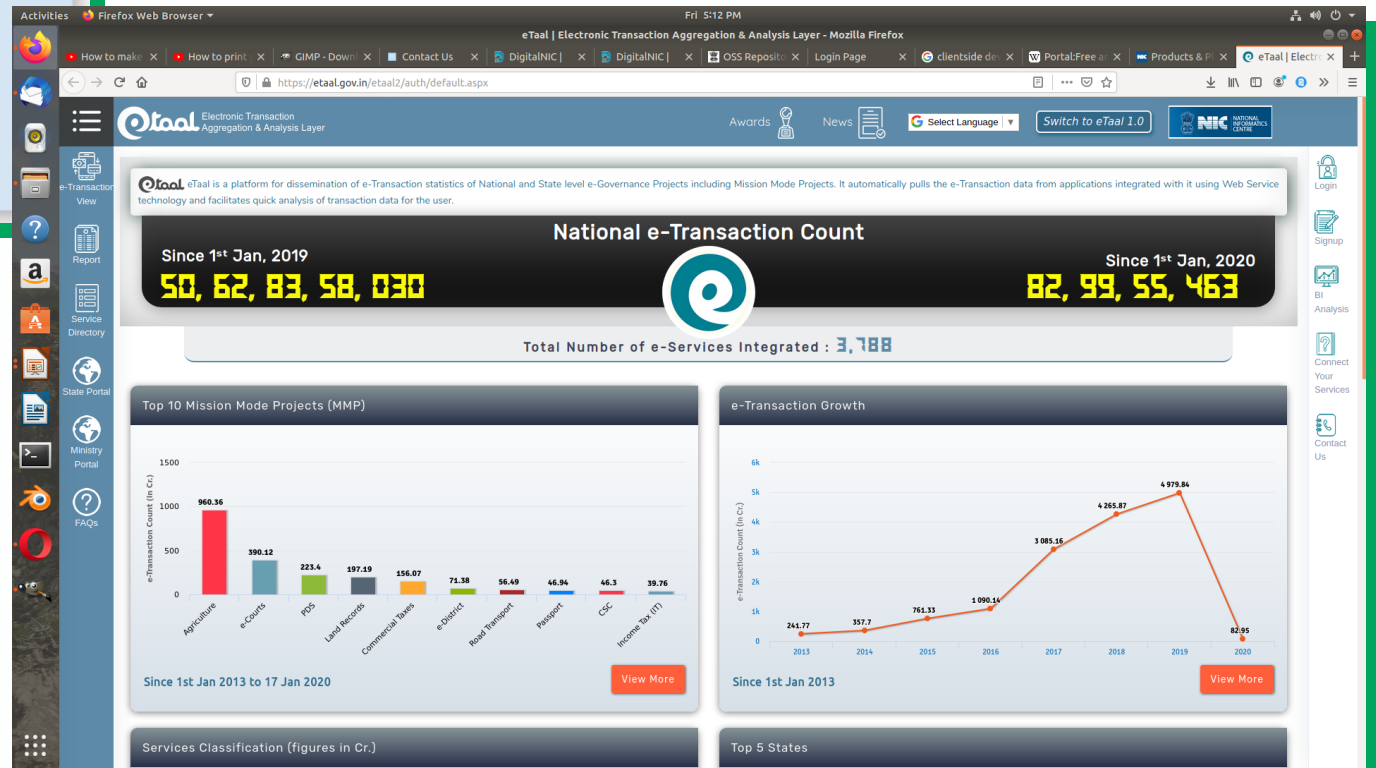 Activities Firefox Web Browser Fri 5:12 PM
eTaal | Electronic Transaction Aggregation & Analysis Layer - Mozilla Firefox
How to make
How to print
GIMP - Downl
Contact Us
DigitalNIC |
DigitalNIC |
OSS Reposito
Login Page
clientside dev
Portal:Free a
Products & Pl
eTaal | Electro
https://etaal.gov.in/etaal2/auth/default.aspx
etaal Electronic Transaction
Aggregation & Analysis Layer
Awards
News
Select Language
Switch to eTaal 1.0
NIC NATIONAL
INFORMATICS
CENTRE
e-Transaction
View
Report
Service
Directory
State Portal
Ministry
Portal
FAQs
etaal eTaal is a platform for dissemination of e-Transaction statistics of National and State level e-Governance Projects including Mission Mode Projects. It automatically pulls the e-Transaction data from applications integrated with it using Web Service
technology and facilitates quick analysis of transaction data for the user.
National e-Transaction Count
Since 1st Jan, 2019
50, 62, 83, 58, 030
Since 1st Jan, 2020
82, 99, 55, 463
Total Number of e-Services Integrated : 3,788
Top 10 Mission Mode Projects (MMP)
e-Transaction Count (In Cr.)
1500
1000
500
0
960.36
390.12
223.4
197.19
156.07
71.38
56.49
46.94
46.3
39.76
Agriculture
e-Courts
PDS
Land Records
Commercial Taxes
e-District
Road Transport
Passport
CSC
Income Tax (IT)
Since 1st Jan 2013 to 17 Jan 2020
View More
e-Transaction Growth
e-Transaction Count (In Cr.)
6k
5k
4k
3k
2k
1k
0
241.77
357.7
761.33
1 090.14
3 085.16
4 265.87
4 979.84
82.95
2013
2014
2015
2016
2017
2018
2019
2020
Since 1st Jan 2013
View More
Services Classification (figures in Cr.)
Top 5 States
Login
Signup
BI
Analysis
Connect
Your
Services
Contact
Us